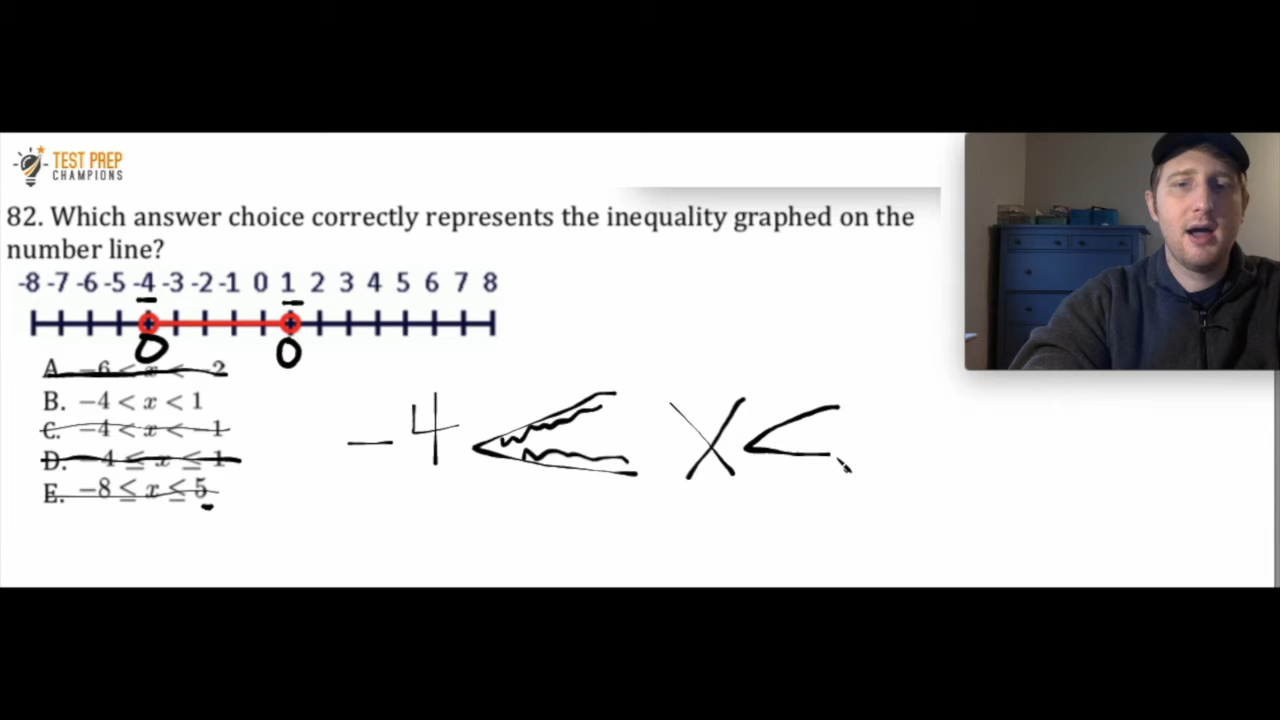 TEST PREP
CHAMPIONS
82. Which answer choice correctly represents the inequality graphed on the
number line?
-8 -7 -6 -5 -4 -3 -2 -1 0 1 2 3 4 5 6 7 8
0 0
A. -6 < x < -2
B. -4 < x < 1
C. -4 < x < -1
D. -4 ≤ x ≤ 1
E. -8 ≤ x ≤ 5
-4 < X <